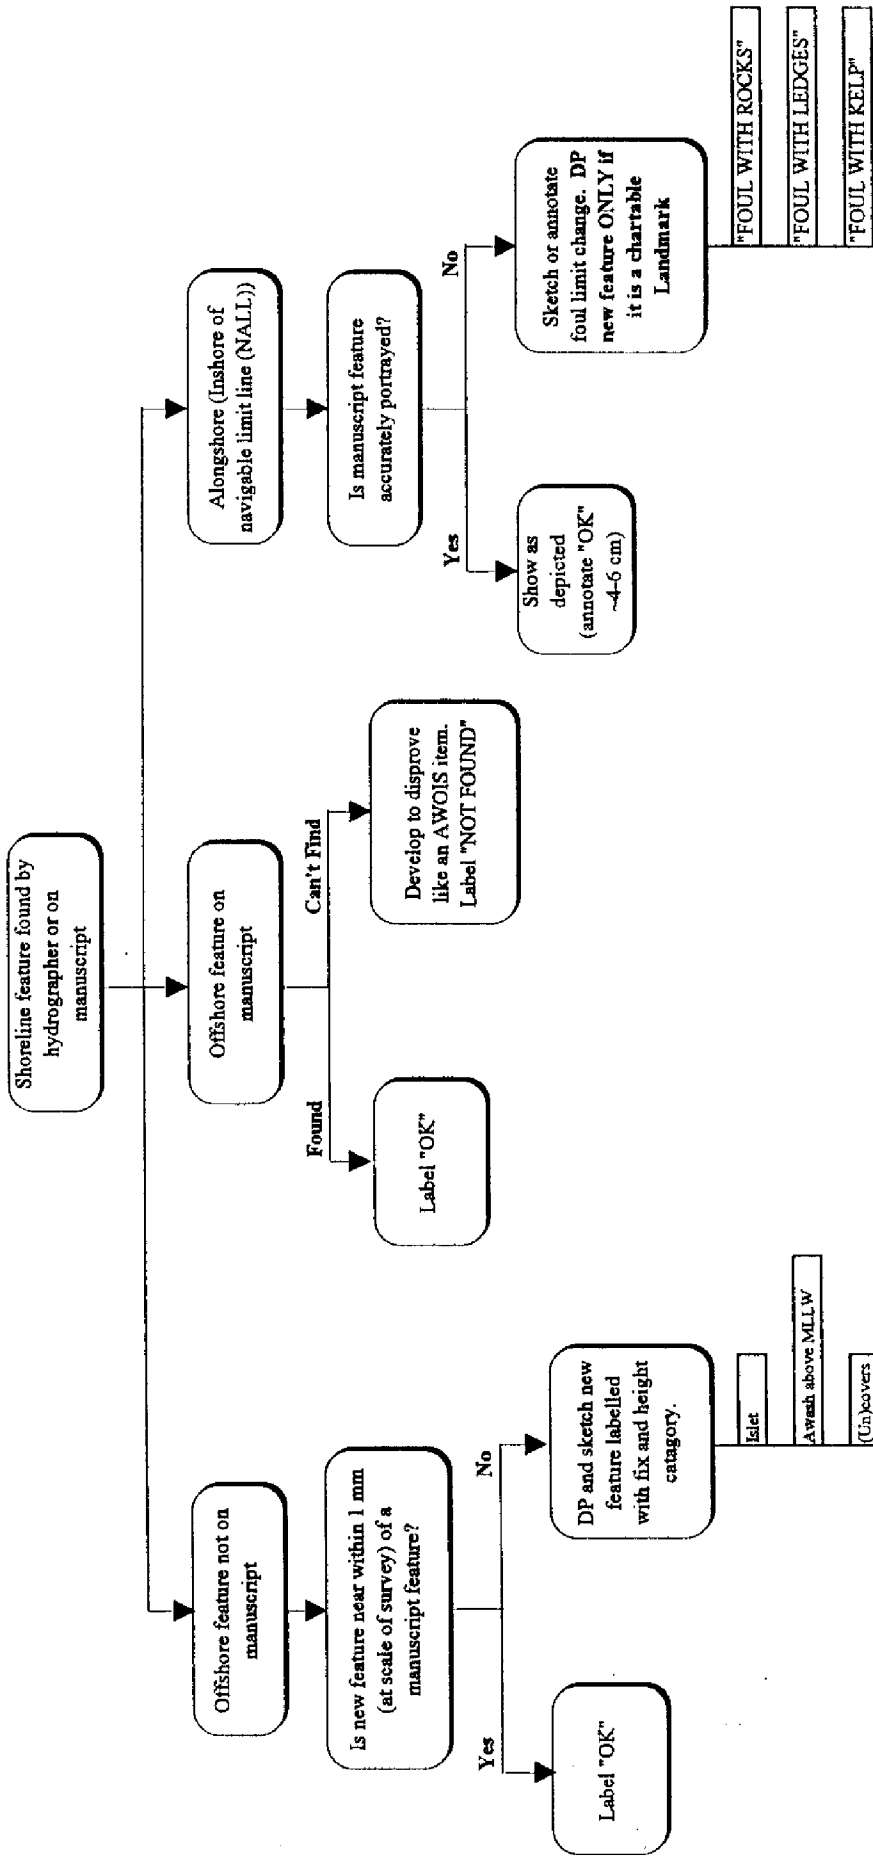 Shoreline feature found by
hydrographer or on
manuscript
Offshore feature not on
manuscript
Is new feature near within 1 mm
(at scale of survey) of a
manuscript feature?
Yes
No
Label "OK"
DP and sketch new
feature labelled
with fix and height
catagory.
Islet
Awash above MLLW
(Un)covers
Offshore feature on
manuscript
Found
Can't Find
Label "OK"
Develop to disprove
like an AWOIS item.
Label "NOT FOUND"
Alongshore (Inshore of
navigable limit line (NALL))
Is manuscript feature
accurately portrayed?
Yes
No
Show as
depicted
(annotate "OK"
~4-6 cm)
Sketch or annotate
foul limit change. DP
new feature ONLY if
it is a chartable
Landmark
"FOUL WITH ROCKS"
"FOUL WITH LEDGES"
"FOUL WITH KELP"